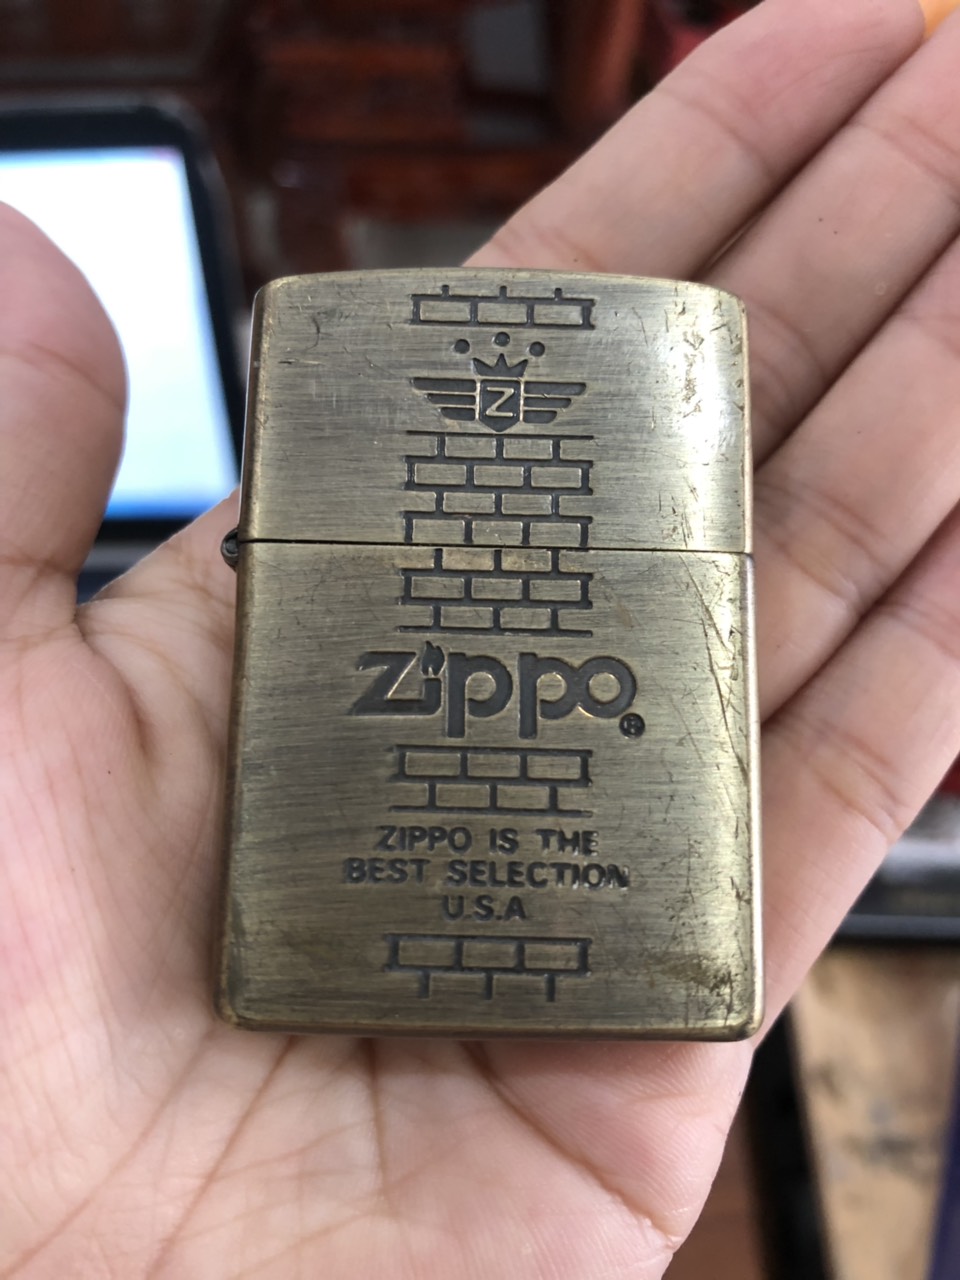 Z
Zippo®
ZIPPO IS THE
BEST SELECTION
U.S.A